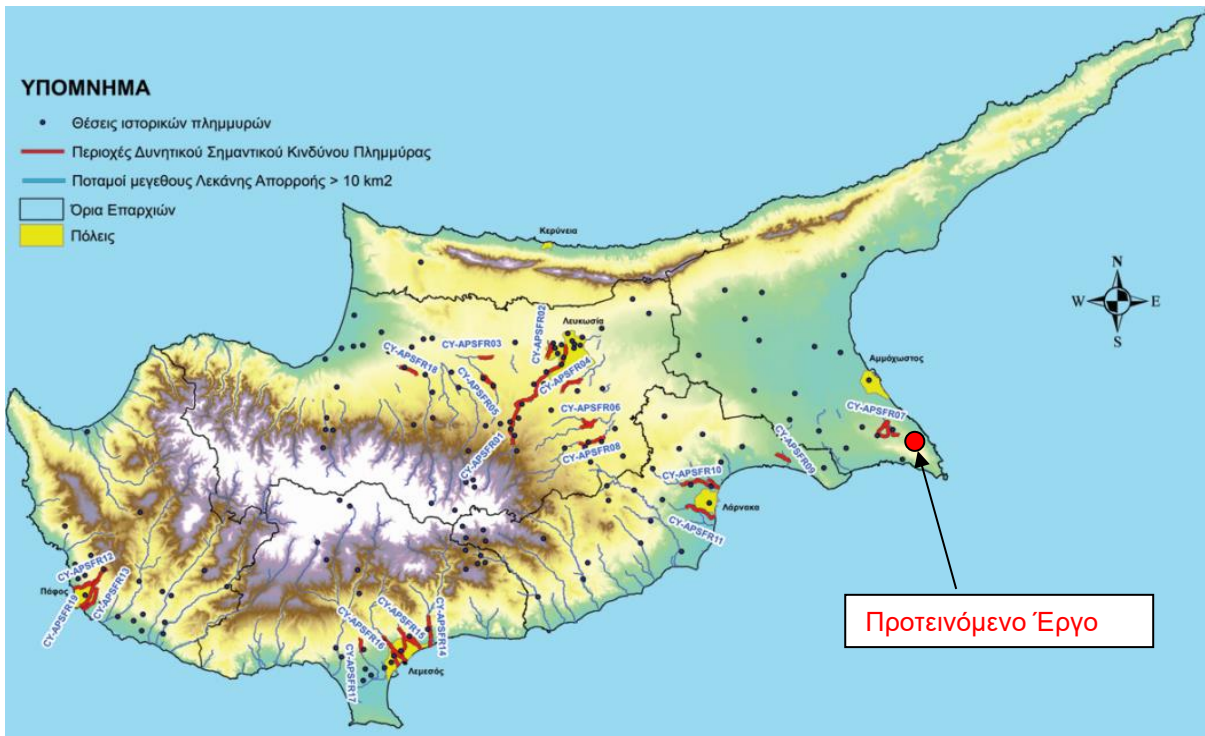 ΥΠΟΜΝΗΜΑ
Θέσεις ιστορικών πλημμυρών
Περιοχές Δυνητικού Σημαντικού Κινδύνου Πλημμύρας
Ποταμοί μεγεθους Λεκάνης Απορροής > 10 km2
Όρια Επαρχιών
Πόλεις
Κερύνεια
N
W E
S
CY-APSFR02
Λευκωσία
CY-APSFR03
CY-APSFR18
CY-APSFR05
CY-APSFR04
Αμμόχωστος
CY-APSFR07
CY-APSFR06
CY-APSFR01
CY-APSFR08
CY-APSFR09
CY-APSFR10
Λάρνακα
CY-APSFR11
CY-APSFR12
Πάφος
CY-APSFR13
CY-APSFR19
Προτεινόμενο Έργο
CY-APSFR15
CY-APSFR16
CY-APSFR14
CY-APSFR17
Λεμεσός